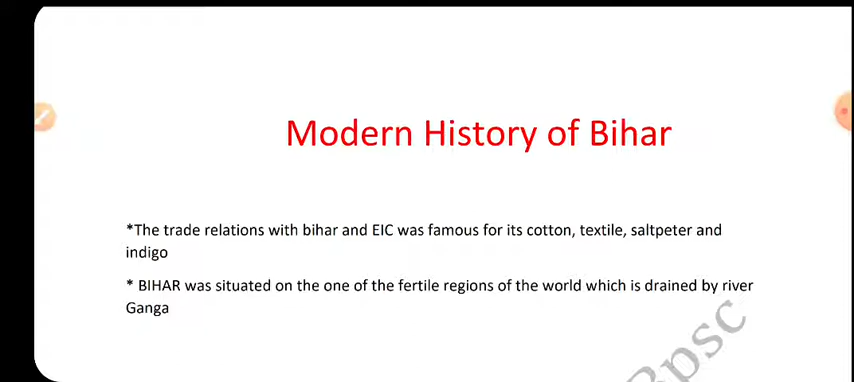 Modern History of Bihar
*The trade relations with bihar and EIC was famous for its cotton, textile, saltpeter and
indigo
* BIHAR was situated on the one of the fertile regions of the world which is drained by river
Ganga
Bpsc